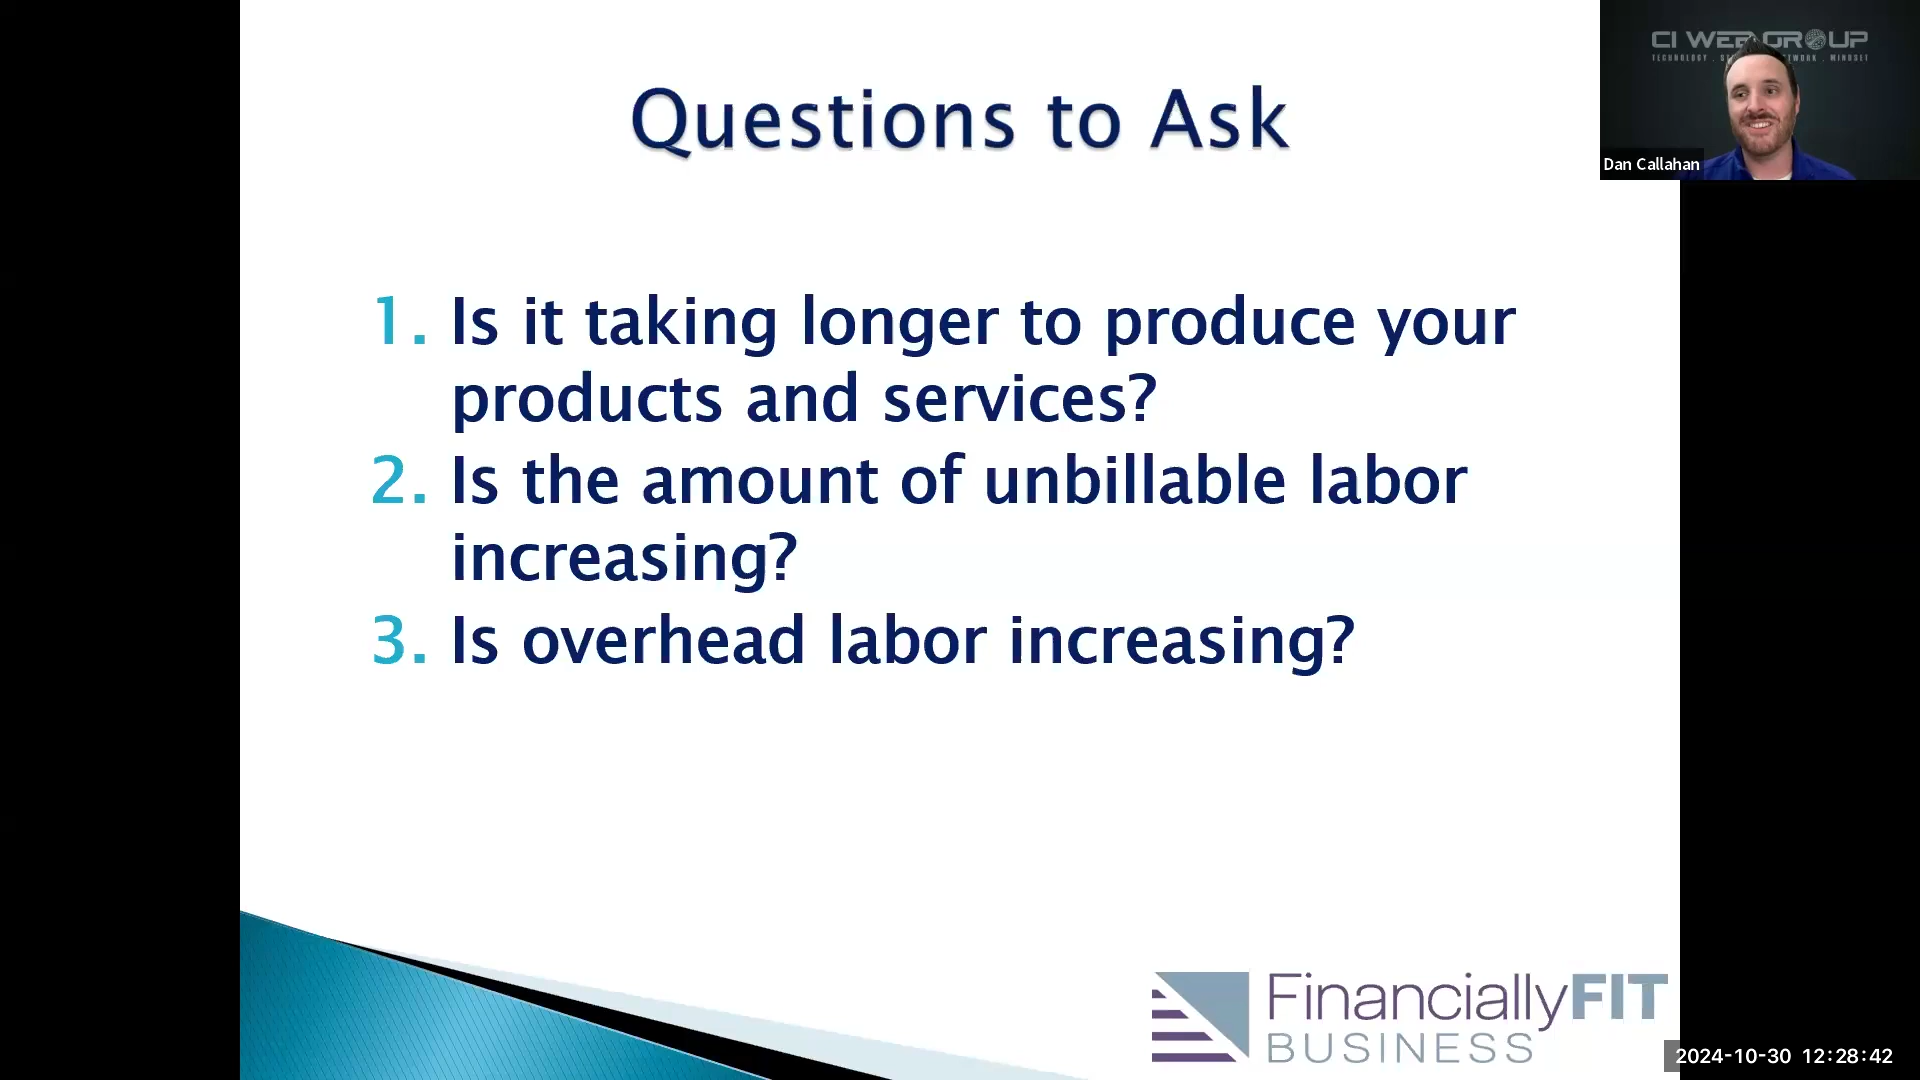 CI WEB GROUP
Dan Callahan
Questions to Ask
1. Is it taking longer to produce your
products and services?
2. Is the amount of unbillable labor
increasing?
3. Is overhead labor increasing?
FinanciallyFIT
BUSINESS
2024-10-30 12:28:42